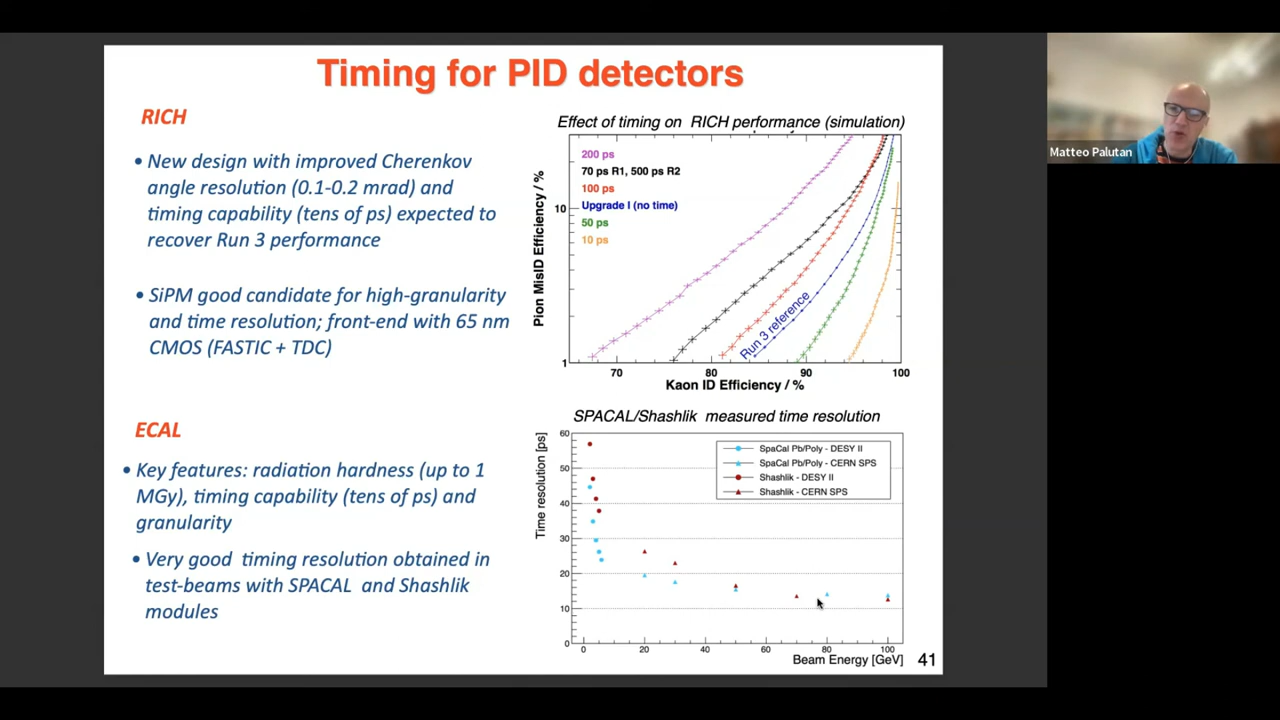 Timing for PID detectors
RICH
• New design with improved Cherenkov
angle resolution (0.1-0.2 mrad) and
timing capability (tens of ps) expected to
recover Run 3 performance
• SiPM good candidate for high-granularity
and time resolution; front-end with 65 nm
CMOS (FASTIC + TDC)
ECAL
• Key features: radiation hardness (up to 1
MGy), timing capability (tens of ps) and
granularity
• Very good timing resolution obtained in
test-beams with SPACAL and Shashlik
modules
Effect of timing on RICH performance (simulation)
Pion MisID Efficiency / %
200 ps
70 ps R1, 500 ps R2
100 ps
Upgrade I (no time)
50 ps
10 ps
Run 3 reference
10
1
70 80 90 100
Kaon ID Efficiency / %
SPACAL/Shashlik measured time resolution
Time resolution [ps]
60
50
40
30
20
10
0
SpaCal Pb/Poly - DESY II
SpaCal Pb/Poly - CERN SPS
Shashlik - DESY II
Shashlik - CERN SPS
0 20 40 60 80 100
Beam Energy [GeV]
41
Matteo Palutan